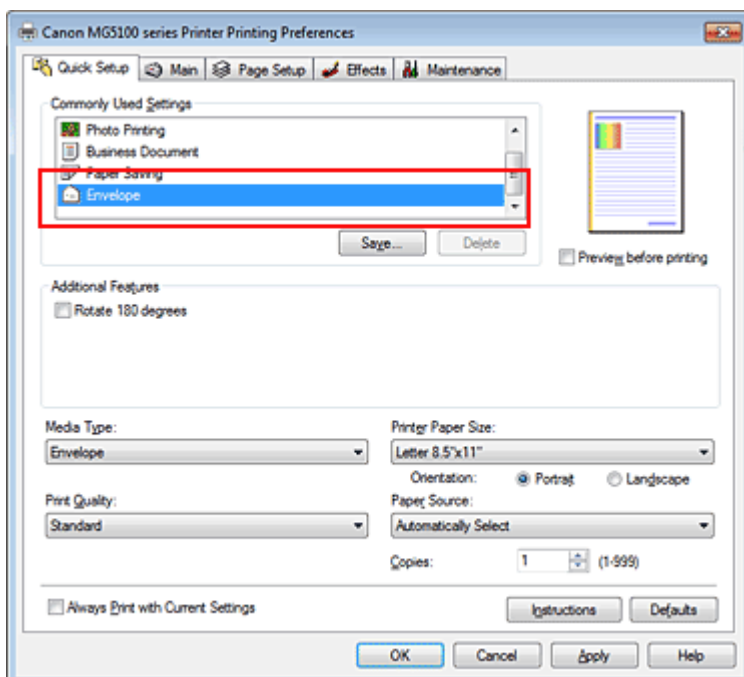 Canon MG5100 series Printer Printing Preferences
Quick Setup Main Page Setup Effects Maintenance
Commonly Used Settings
Photo Printing
Business Document
Paper Saving
Envelope
Save... Delete
Preview before printing
Additional Features
Rotate 180 degrees
Media Type: Printer Paper Size:
Envelope Letter 8.5"x11"
Orientation: Portrait Landscape
Print Quality: Paper Source:
Standard Automatically Select
Copies: 1 (1-999)
Always Print with Current Settings Instructions Defaults
OK Cancel Apply Help